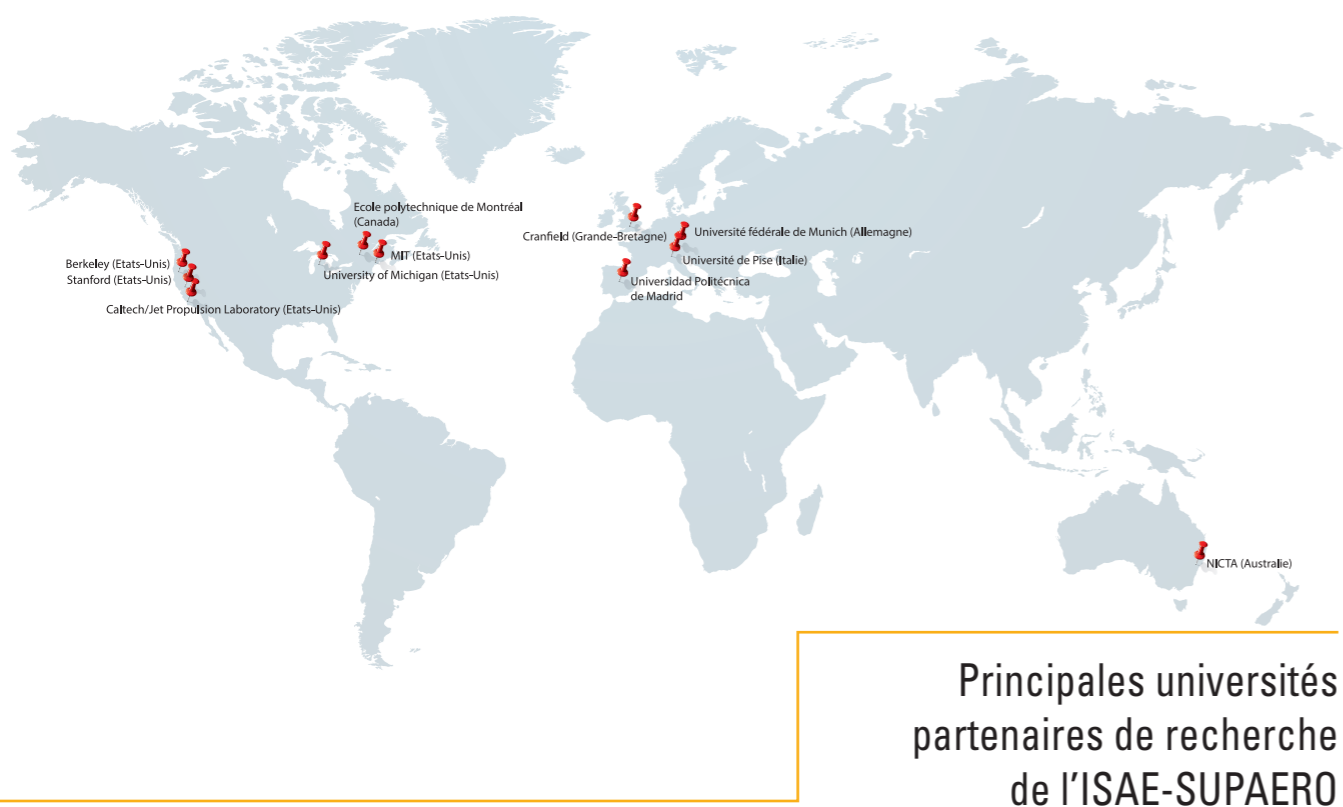 Ecole polytechnique de Montréal
(Canada)
Berkeley (Etats-Unis)
Stanford (Etats-Unis)
Caltech/Jet Propulsion Laboratory (Etats-Unis)
MIT (Etats-Unis)
University of Michigan (Etats-Unis)
Cranfield (Grande-Bretagne)
Université fédérale de Munich (Allemagne)
Université de Pise (Italie)
Universidad Politécnica
de Madrid
NICTA (Australie)
Principales universités
partenaires de recherche
de l'ISAE-SUPAERO